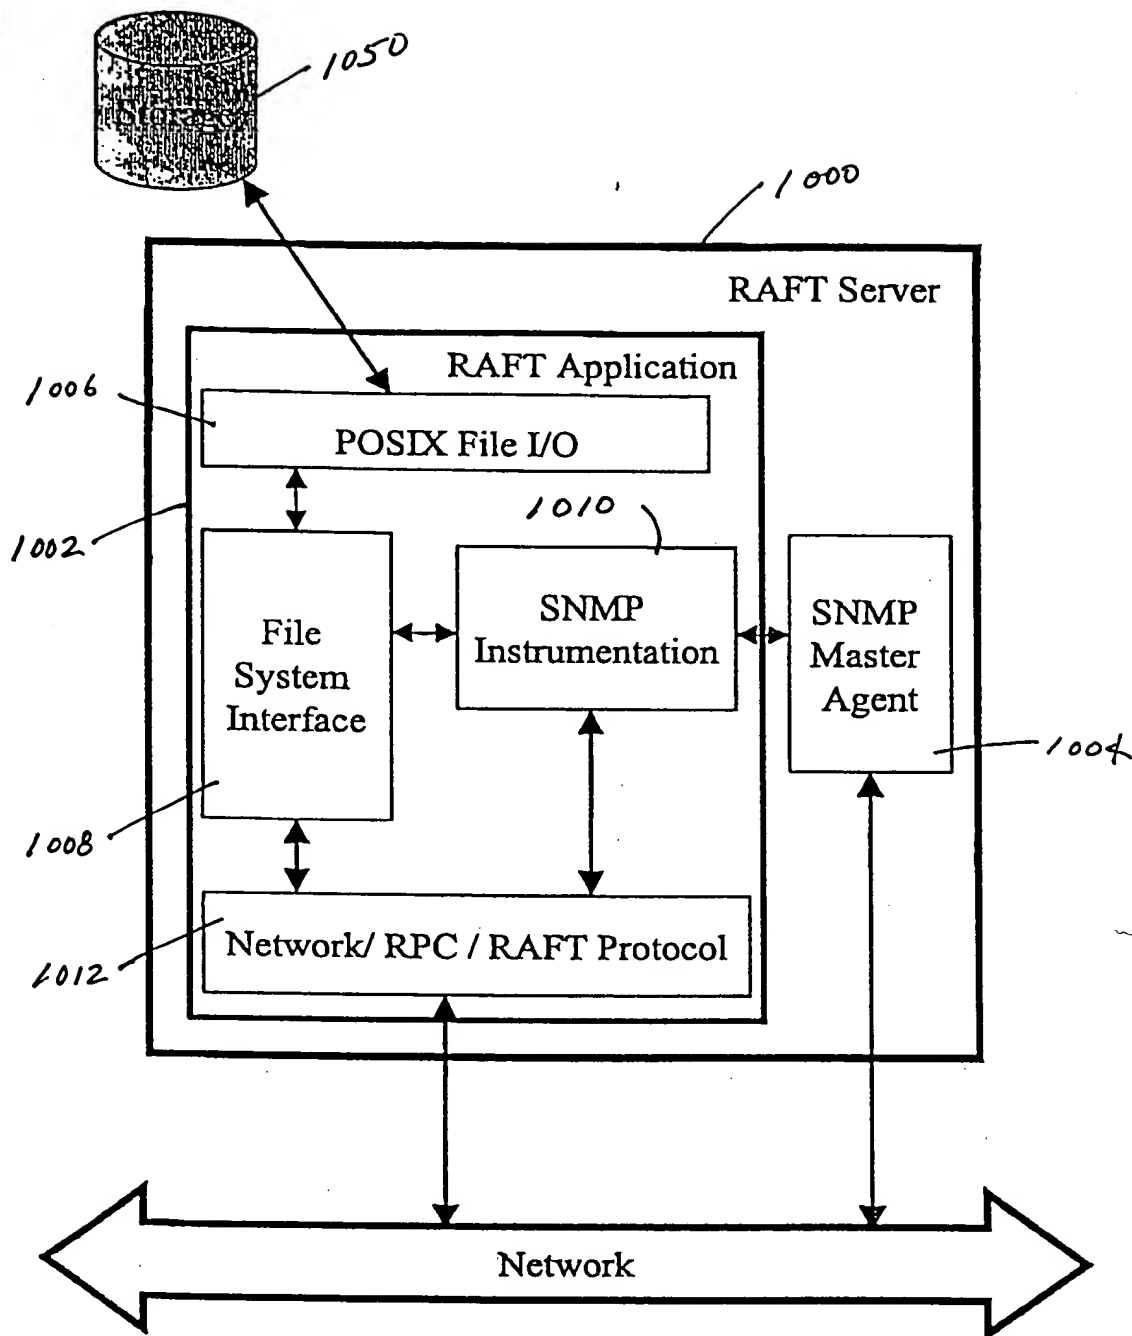 1050
1000
RAFT Server
RAFT Application
1006
POSIX File I/O
1010
1002
File
System
Interface
SNMP
Instrumentation
SNMP
Master
Agent
1004
1008
Network/ RPC / RAFT Protocol
1012
Network